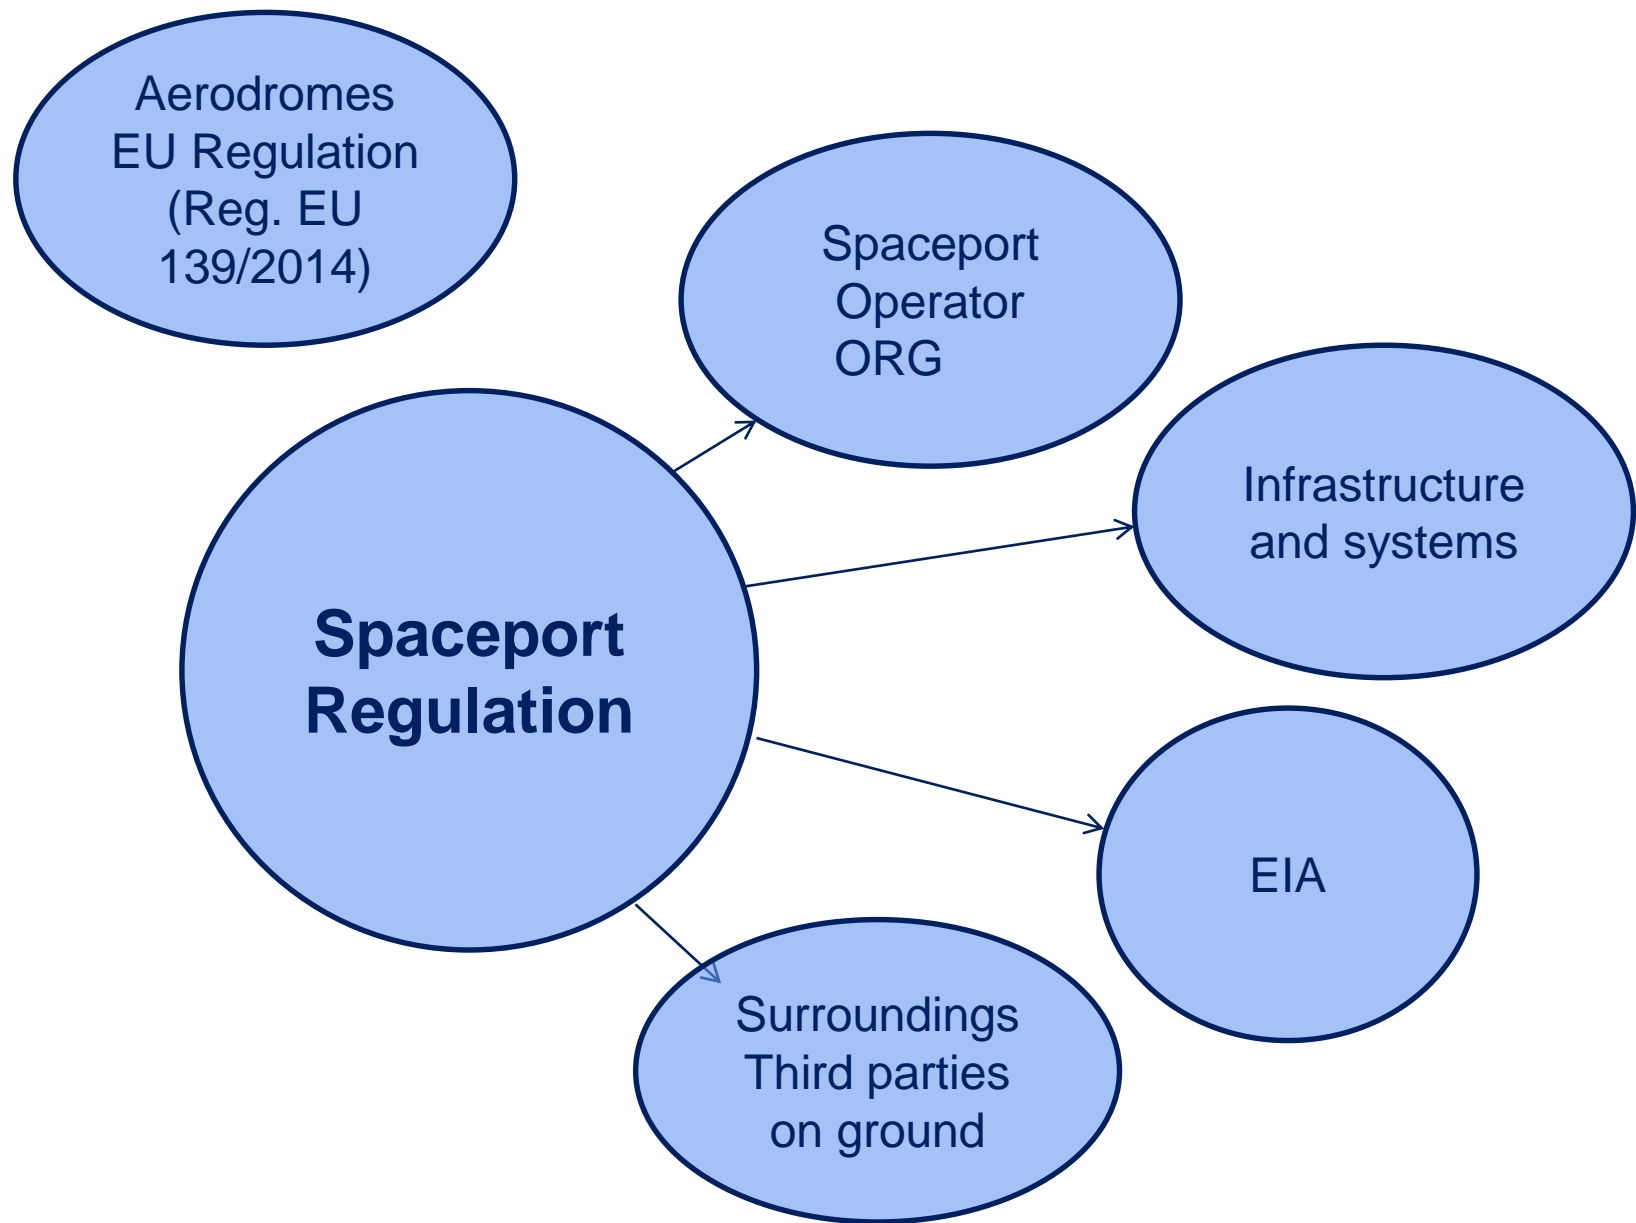 Aerodromes
EU Regulation
(Reg. EU
139/2014)
Spaceport
Operator
ORG
Infrastructure
and systems
Spaceport
Regulation
EIA
Surroundings
Third parties
on ground